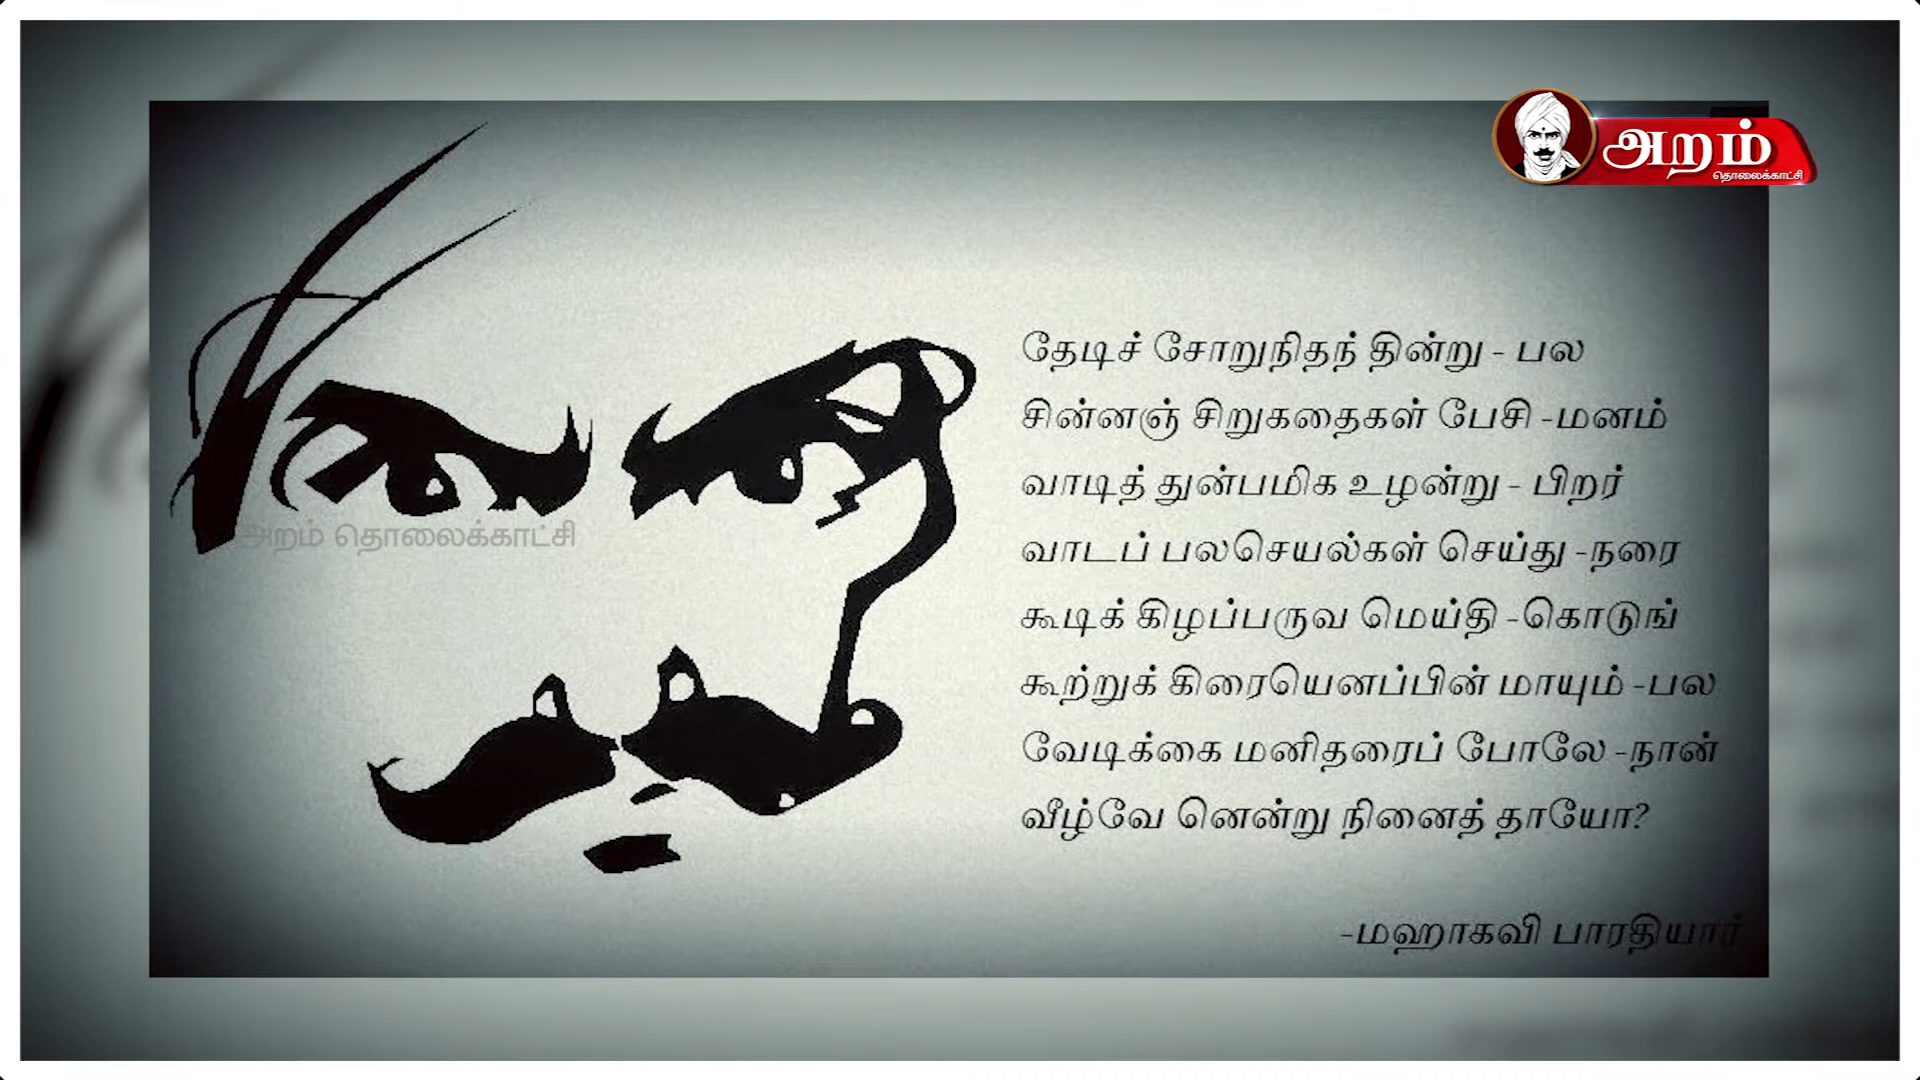 அறம்
தொலைக்காட்சி
தேடிச் சோறுநிதந் தின்று - பல
சின்னஞ் சிறுகதைகள் பேசி -மனம்
வாடித் துன்பமிக உழன்று - பிறர்
வாடப் பலசெயல்கள் செய்து -நரை
கூடிக் கிழப்பருவ மெய்தி -கொடுங்
கூற்றுக் கிரையெனப்பின் மாயும் -பல
வேடிக்கை மனிதரைப் போலே -நான்
வீழ்வே னென்று நினைத் தாயோ?
-மஹாகவி பாரதியார்
அறம் தொலைக்காட்சி